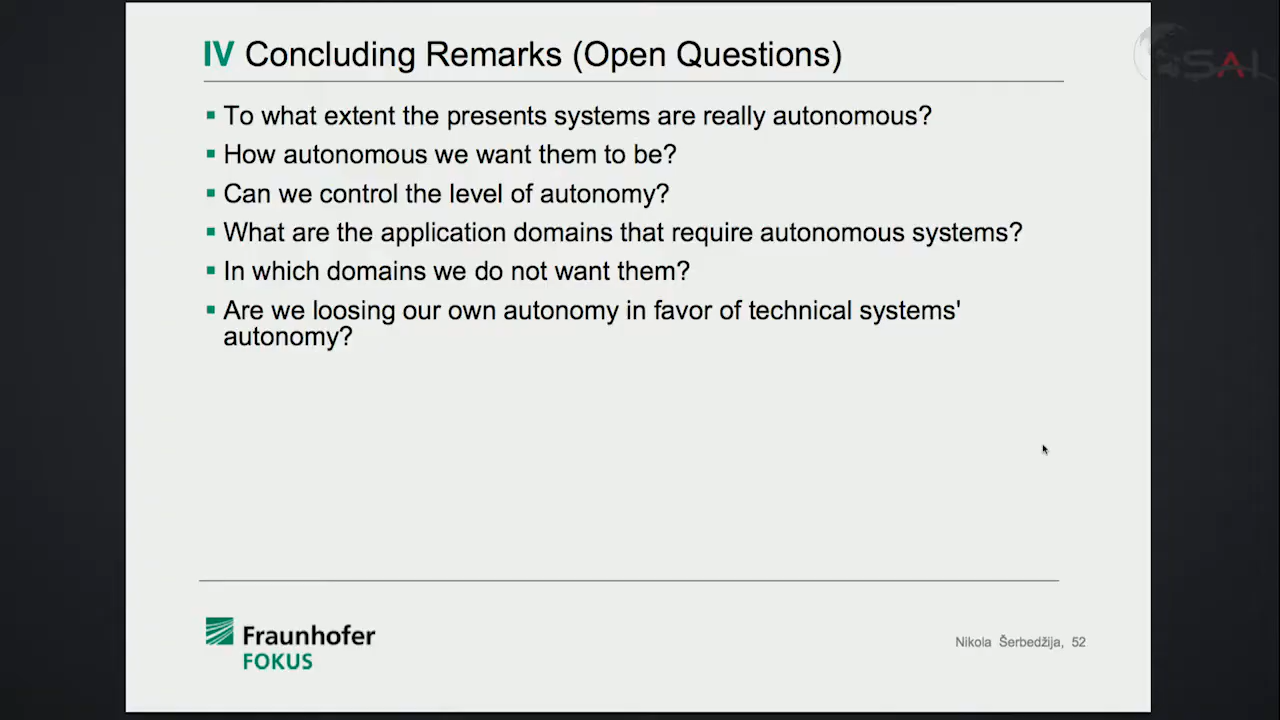 IV Concluding Remarks (Open Questions)
SAI
▪ To what extent the presents systems are really autonomous?
▪ How autonomous we want them to be?
▪ Can we control the level of autonomy?
▪ What are the application domains that require autonomous systems?
▪ In which domains we do not want them?
▪ Are we loosing our own autonomy in favor of technical systems'
autonomy?
Fraunhofer
FOKUS
Nikola Šerbedžija, 52